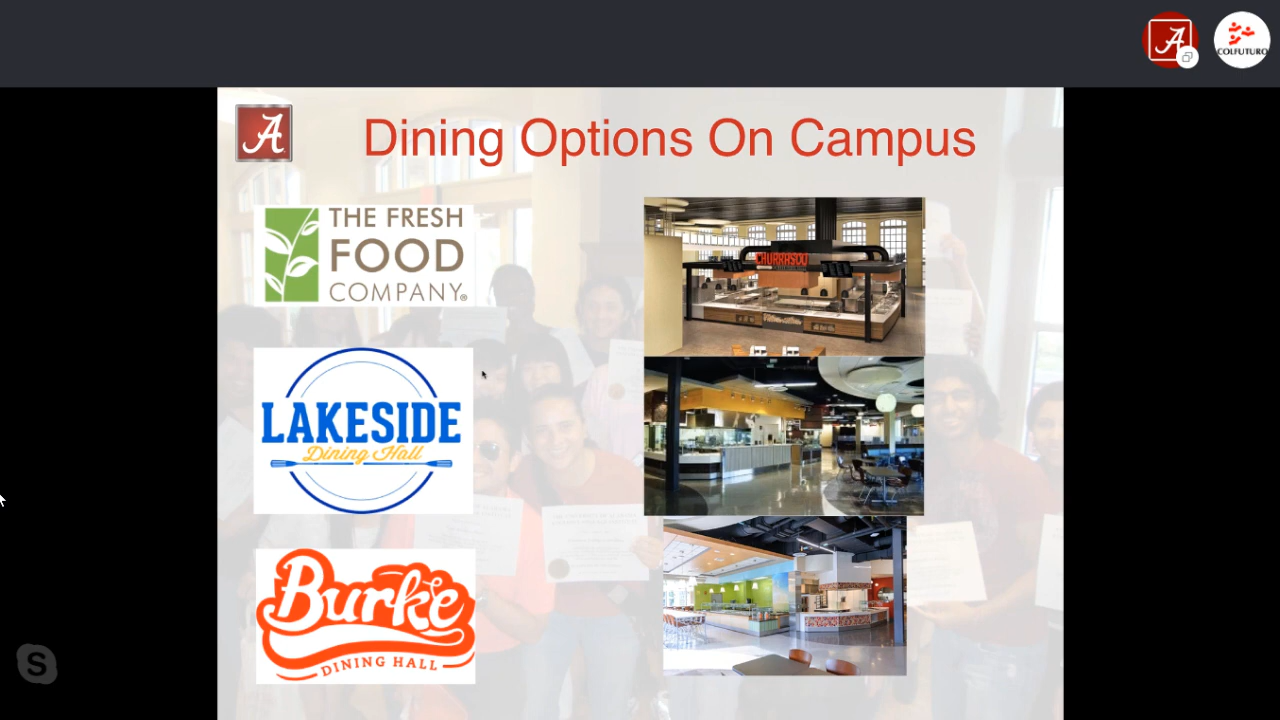 A
COLFUTURO
A
Dining Options On Campus
THE FRESH
FOOD
COMPANY®
CHURRASCO
LAKESIDE
Dining Hall
Burke
DINING HALL
S